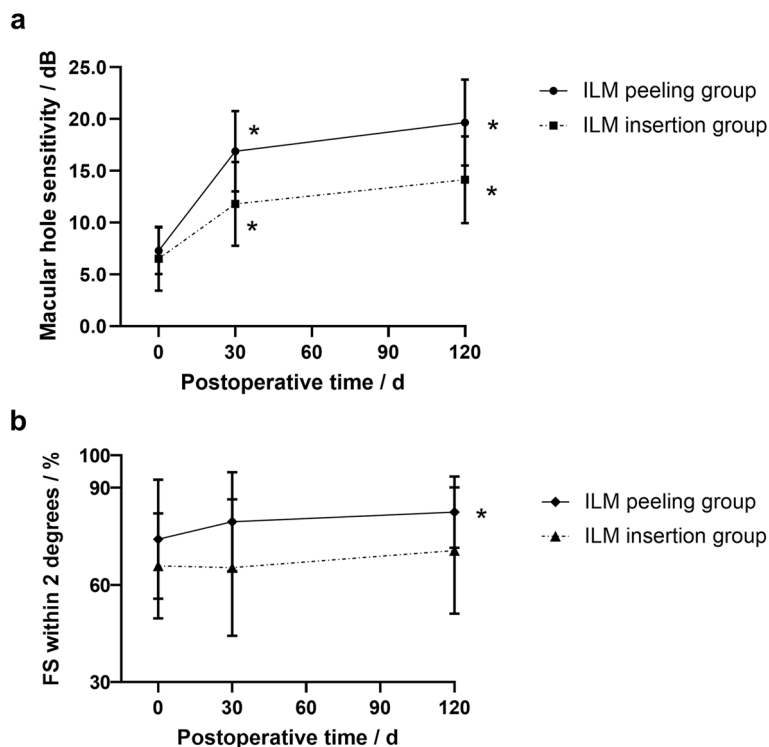 a
Macular hole sensitivity / dB
25.0
20.0
15.0
10.0
5.0
0.0
*
*
*
*
0 30 60 90 120
Postoperative time / d
ILM peeling group
ILM insertion group
b
FS within 2 degrees / %
100
90
60
30
*
0 30 60 90 120
Postoperative time / d
ILM peeling group
ILM insertion group